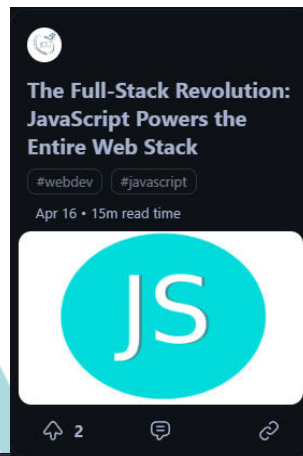 The Full-Stack Revolution:
JavaScript Powers the
Entire Web Stack
#webdev #javascript
Apr 16 • 15m read time
JS
2